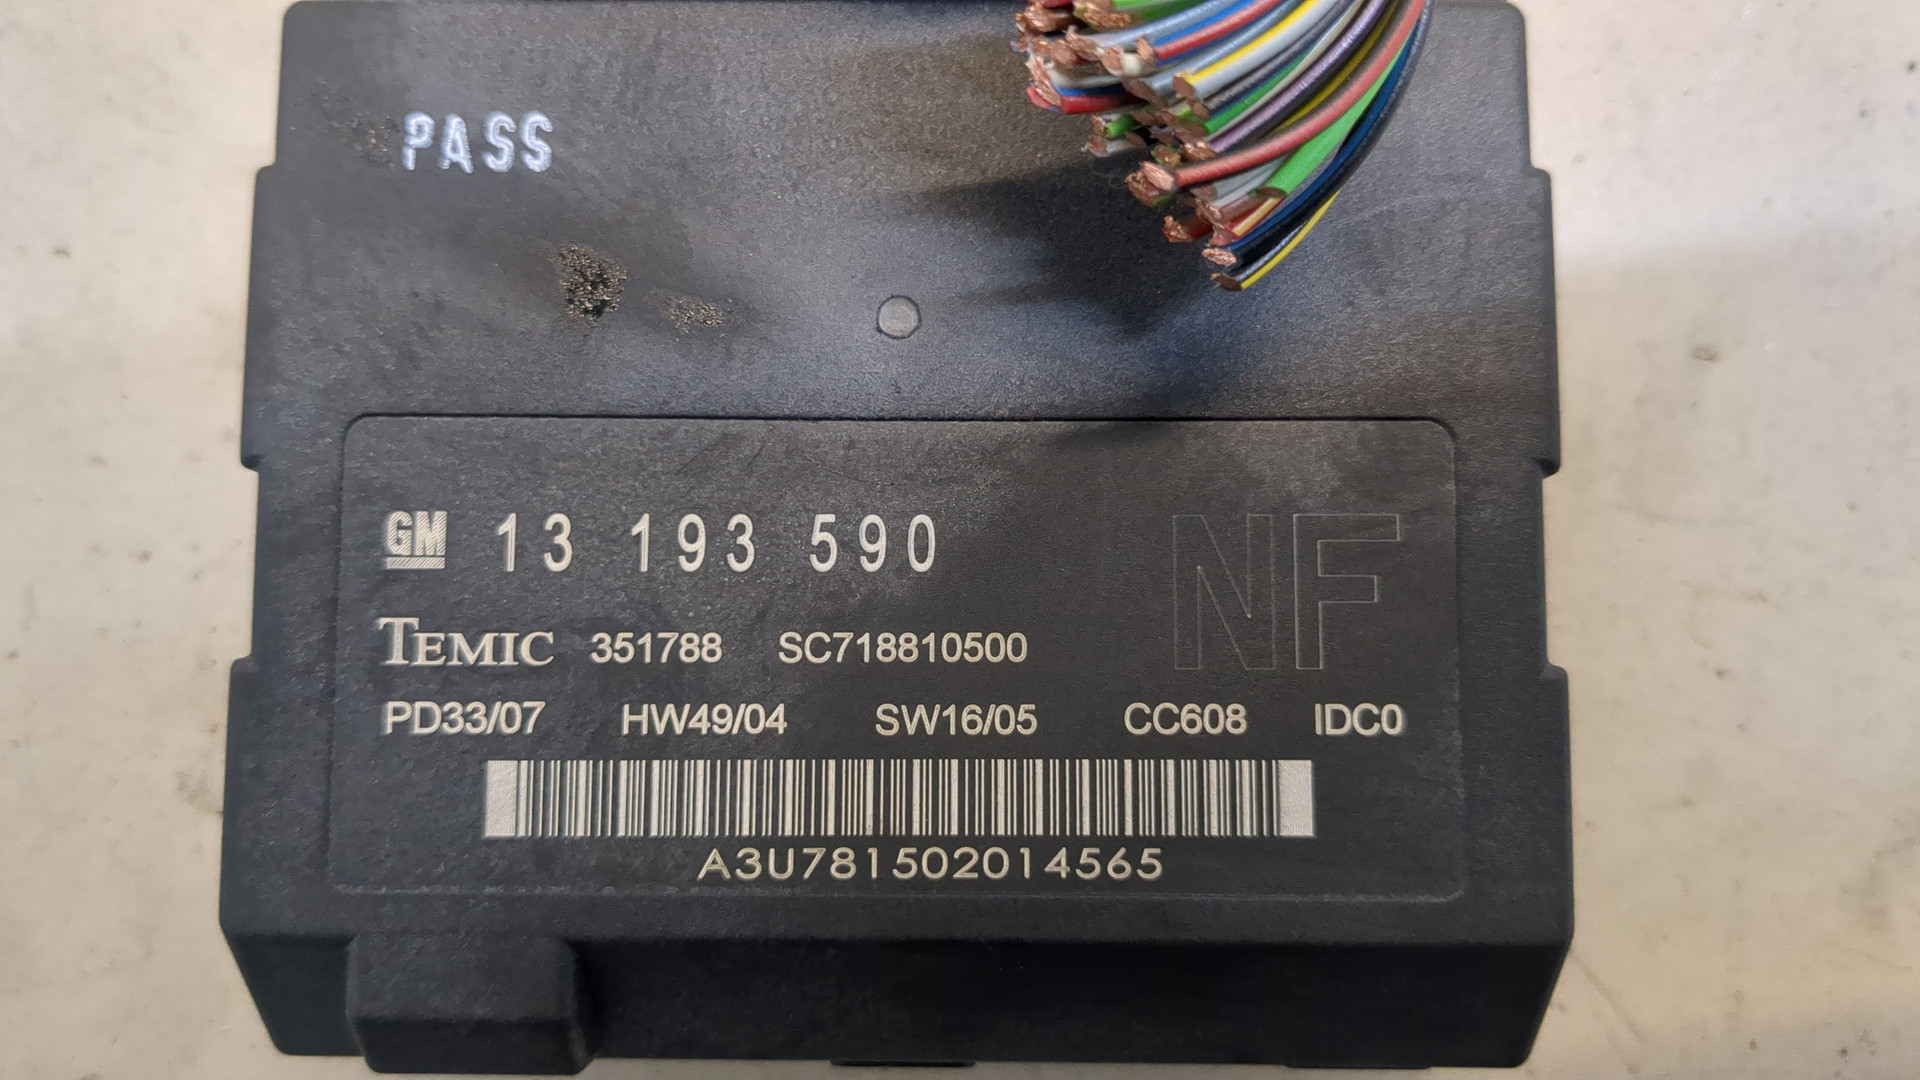 PASS
GM 13 193 590
NF
TEMIC 351788 SC718810500
PD33/07 HW49/04 SW16/05 CC608 IDC0
A3U781502014565